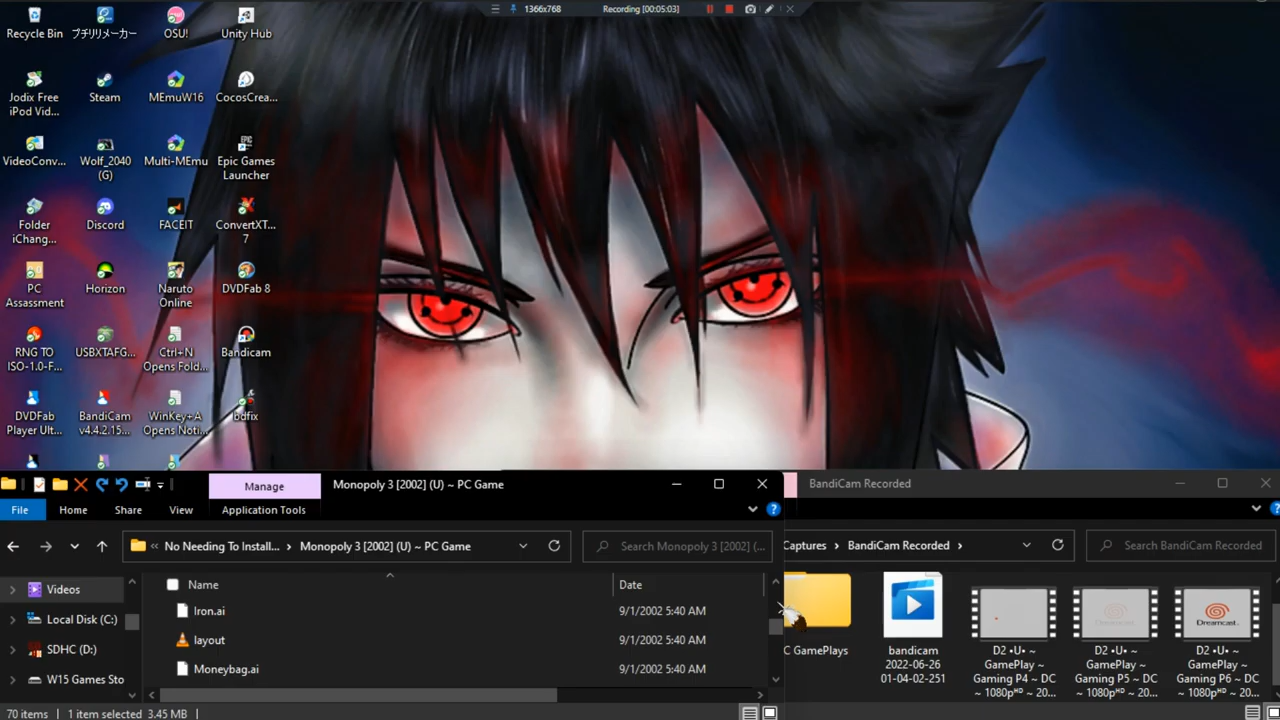 1366x768
Recording [00:05:03]
Recycle Bin
プチリリメーカー
OSU!
Unity Hub
Jodix Free
iPod Vid...
Steam
MEmuW16
CocosCrea...
VideoConv...
Wolf_2040
(G)
Multi-MEmu
EPIC
GAMES
Epic Games
Launcher
Folder
iChang...
Discord
FACEIT
ConvertXT...
7
PC
Assassment
Horizon
Naruto
Online
DVDFab 8
RNG TO
ISO-1.0-F...
USBXTAFG...
Ctrl+N
Opens Fold...
Bandicam
DVDFab
Player Ult...
BandiCam
v4.4.2.15...
WinKey+A
Opens Noti...
bdfix
Manage
Monopoly 3 [2002] (U) ~ PC Game
File
Home
Share
View
Application Tools
« No Needing To Install... › Monopoly 3 [2002] (U) ~ PC Game
Search Monopoly 3 [2002] (...
Videos
Local Disk (C:)
SDHC (D:)
W15 Games Sto
Name
Date
Iron.ai
9/1/2002 5:40 AM
layout
9/1/2002 5:40 AM
Moneybag.ai
9/1/2002 5:40 AM
70 items
1 item selected 3.45 MB
BandiCam Recorded
Captures › BandiCam Recorded ›
Search BandiCam Recorded
C GamePlays
bandicam
2022-06-26
01-04-02-251
D2 •U• ~
GamePlay ~
Gaming P4 ~ DC
~ 1080pᴴᴰ ~ 20...
D2 •U• ~
GamePlay ~
Gaming P5 ~ DC
~ 1080pᴴᴰ ~ 20...
Dreamcast.
D2 •U• ~
GamePlay ~
Gaming P6 ~ DC
~ 1080pᴴᴰ ~ 20...